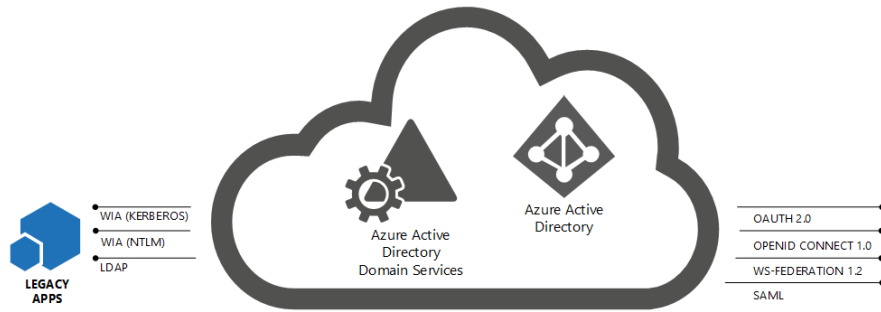 WIA (KERBEROS)
WIA (NTLM)
LDAP
LEGACY
APPS
Azure Active
Directory
Domain Services
Azure Active
Directory
OAUTH 2.0
OPENID CONNECT 1.0
WS-FEDERATION 1.2
SAML